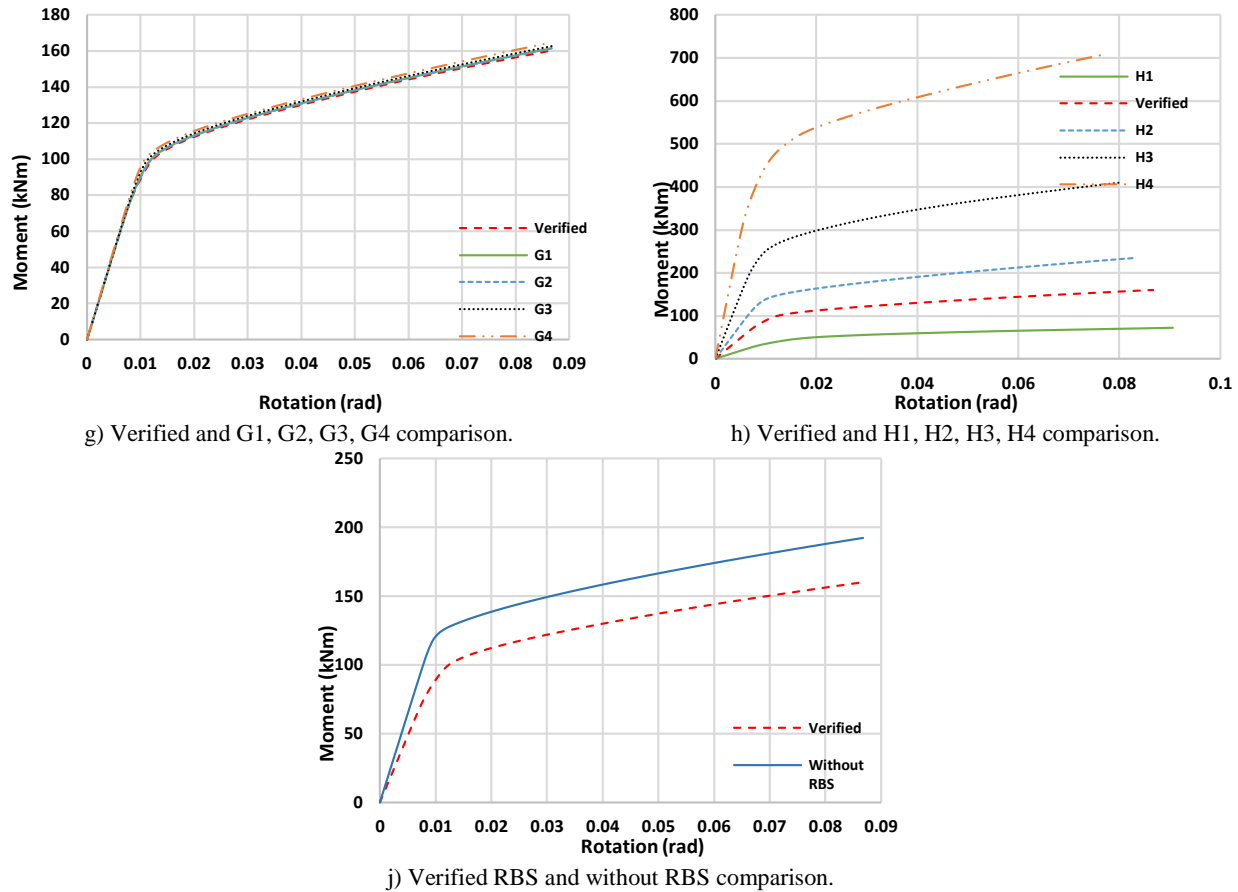 180
160
140
120
100
80
60
40
20
0
Moment (kNm)
Verified
G1
G2
G3
G4
0 0.01 0.02 0.03 0.04 0.05 0.06 0.07 0.08 0.09
Rotation (rad)
g) Verified and G1, G2, G3, G4 comparison.
800
700
600
500
400
300
200
100
0
Moment (kNm)
H1
Verified
H2
H3
H4
0 0.02 0.04 0.06 0.08 0.1
Rotation (rad)
h) Verified and H1, H2, H3, H4 comparison.
250
200
150
100
50
0
Moment (kNm)
Verified
Without
RBS
0 0.01 0.02 0.03 0.04 0.05 0.06 0.07 0.08 0.09
Rotation (rad)
j) Verified RBS and without RBS comparison.